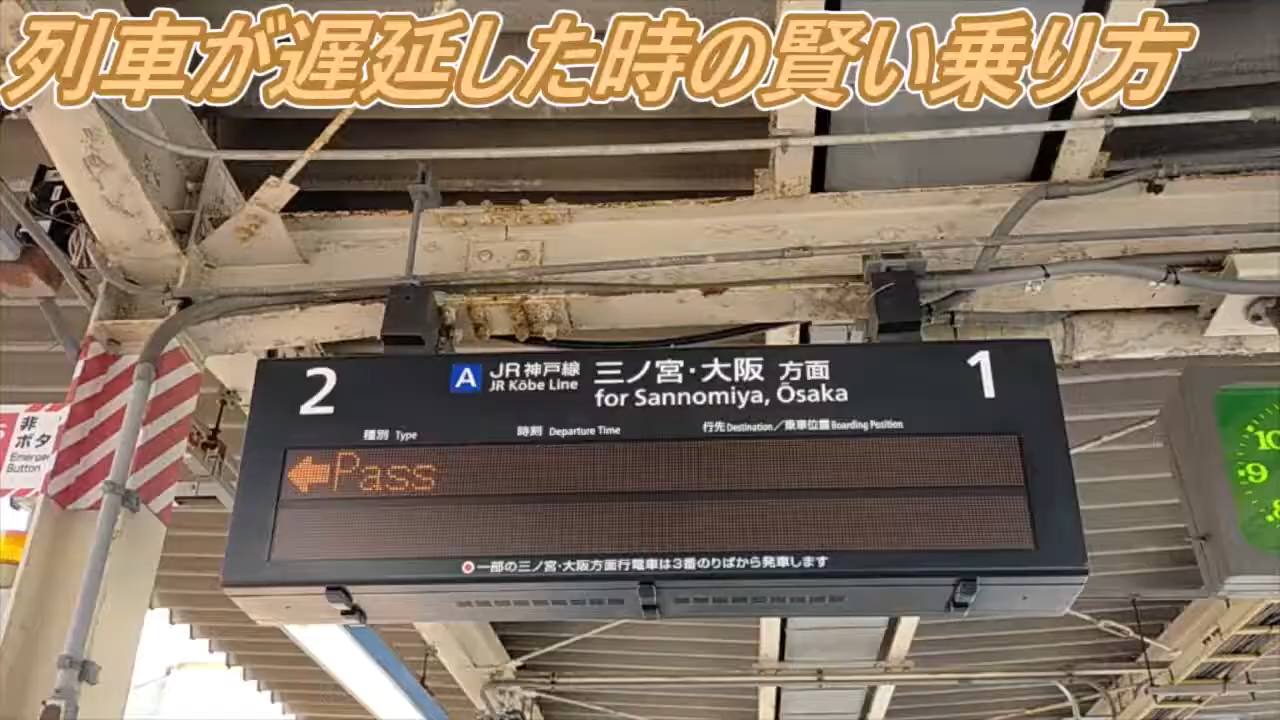 列車が遅延した時の賢い乗り方
2
A JR神戸線 三ノ宮・大阪 方面
JR Kōbe Line for Sannomiya, Ōsaka
1
種別 Type 時刻 Departure Time 行先 Destination／乗車位置 Boarding Position
←Pass
一部の三ノ宮・大阪方面行電車は3番のりばから発車します
非
ボタ
Emerge
Button
10
9
8